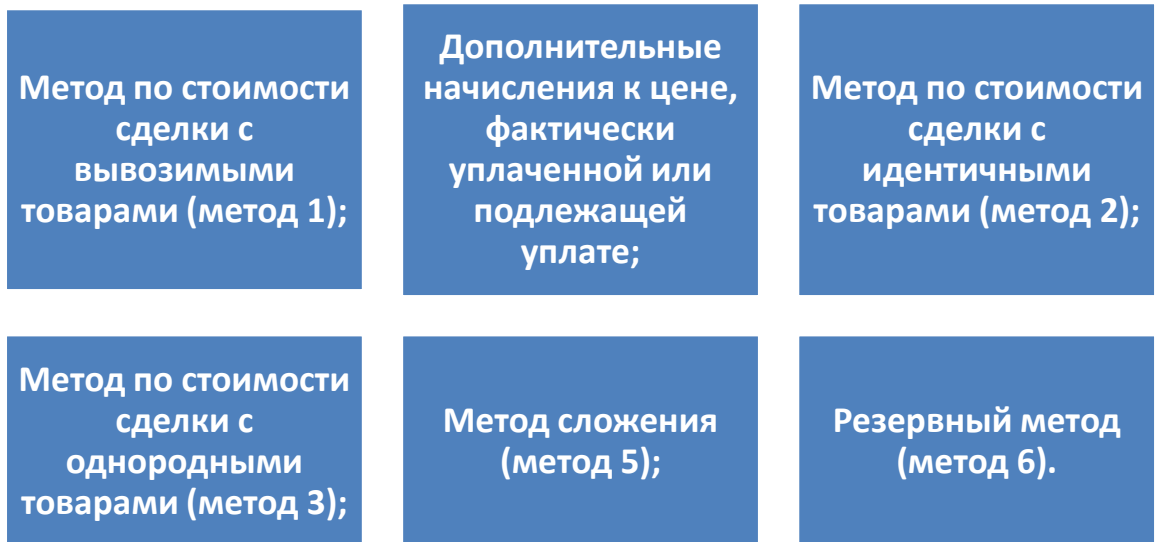 Метод по стоимости
сделки с
вывозимыми
товарами (метод 1);
Дополнительные
начисления к цене,
фактически
уплаченной или
подлежащей
уплате;
Метод по стоимости
сделки с
идентичными
товарами (метод 2);
Метод по стоимости
сделки с
однородными
товарами (метод 3);
Метод сложения
(метод 5);
Резервный метод
(метод 6).